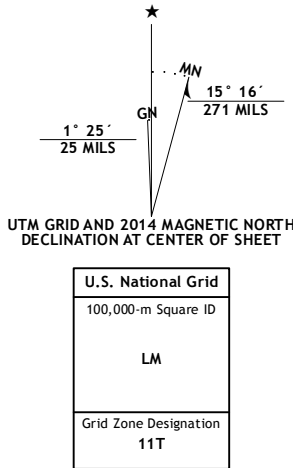 ★
MN
GN
15° 16´
271 MILS
1° 25´
25 MILS
UTM GRID AND 2014 MAGNETIC NORTH
DECLINATION AT CENTER OF SHEET
U.S. National Grid
100,000-m Square ID
LM
Grid Zone Designation
11T